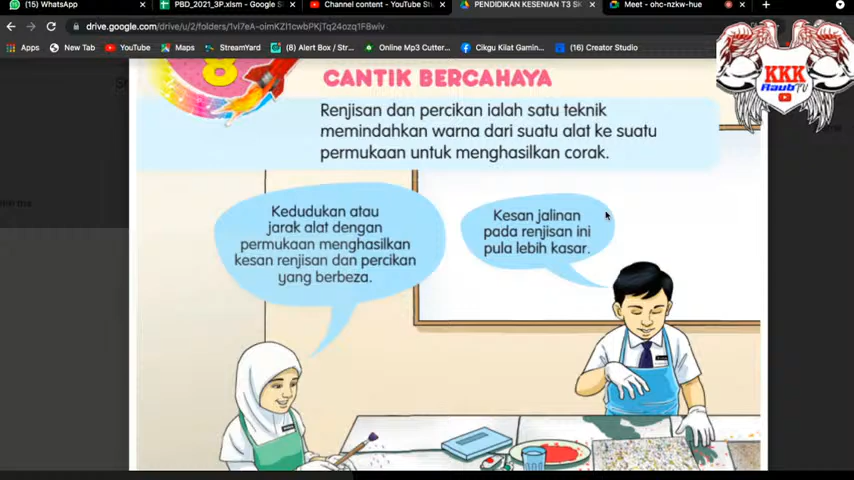 (15) WhatsApp
PBD_2021_3P.xlsm - Google S
Channel content - YouTube Stu
PENDIDIKAN KESENIAN T3 SK
Meet - ohc-nzkw-hue
drive.google.com/drive/u/2/folders/1vl7eA-oimKZI1cwbPKjTq24ozq1F8wiv
Apps
New Tab
YouTube
Maps
StreamYard
(8) Alert Box / Str...
Online Mp3 Cutter...
Cikgu Kilat Gamin...
(16) Creator Studio
KKK
RaubTV
8
CANTIK BERCAHAYA
Renjisan dan percikan ialah satu teknik
memindahkan warna dari suatu alat ke suatu
permukaan untuk menghasilkan corak.
Kedudukan atau
jarak alat dengan
permukaan menghasilkan
kesan renjisan dan percikan
yang berbeza.
Kesan jalinan
pada renjisan ini
pula lebih kasar.